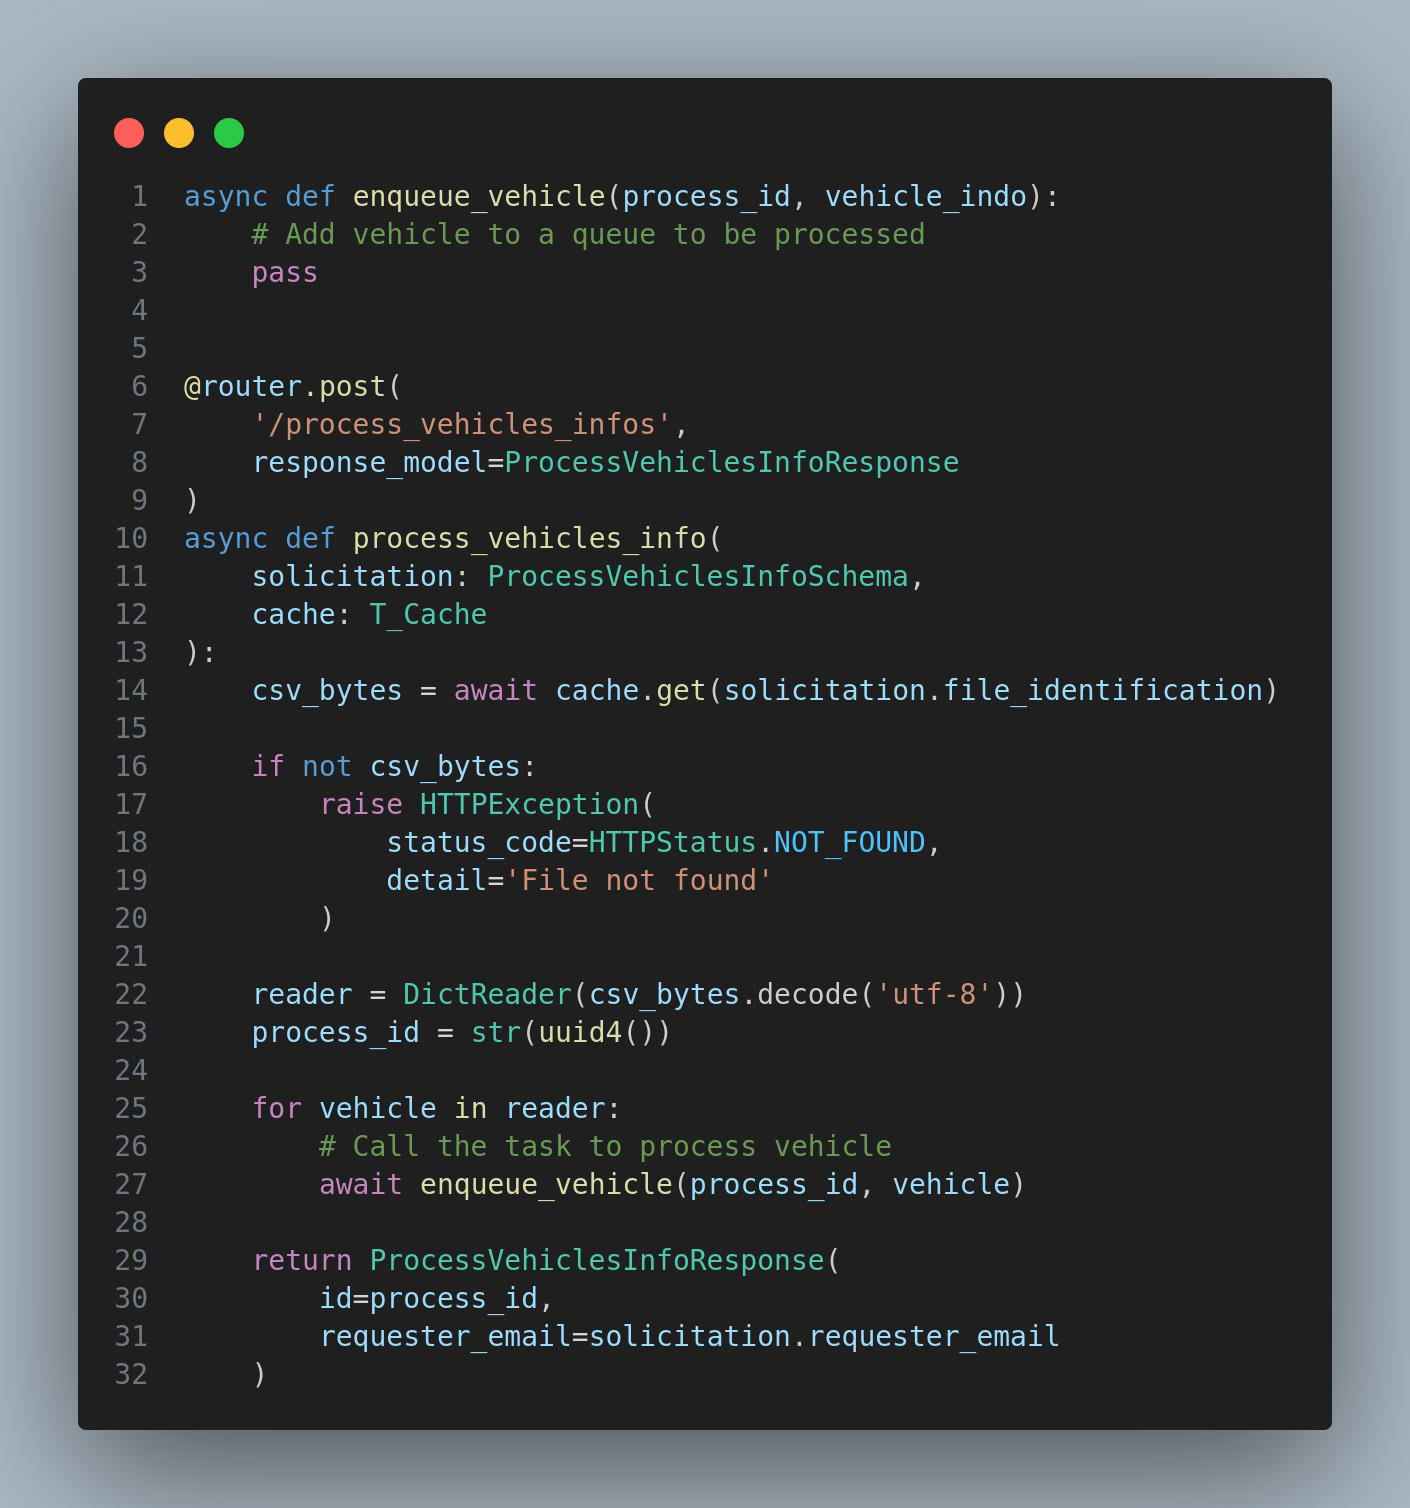 1 async def enqueue_vehicle(process_id, vehicle_indo):
2     # Add vehicle to a queue to be processed
3     pass
4
5
6 @router.post(
7     '/process_vehicles_infos',
8     response_model=ProcessVehiclesInfoResponse
9 )
10 async def process_vehicles_info(
11     solicitation: ProcessVehiclesInfoSchema,
12     cache: T_Cache
13 ):
14     csv_bytes = await cache.get(solicitation.file_identification)
15
16     if not csv_bytes:
17         raise HTTPException(
18             status_code=HTTPStatus.NOT_FOUND,
19             detail='File not found'
20         )
21
22     reader = DictReader(csv_bytes.decode('utf-8'))
23     process_id = str(uuid4())
24
25     for vehicle in reader:
26         # Call the task to process vehicle
27         await enqueue_vehicle(process_id, vehicle)
28
29     return ProcessVehiclesInfoResponse(
30         id=process_id,
31         requester_email=solicitation.requester_email
32     )